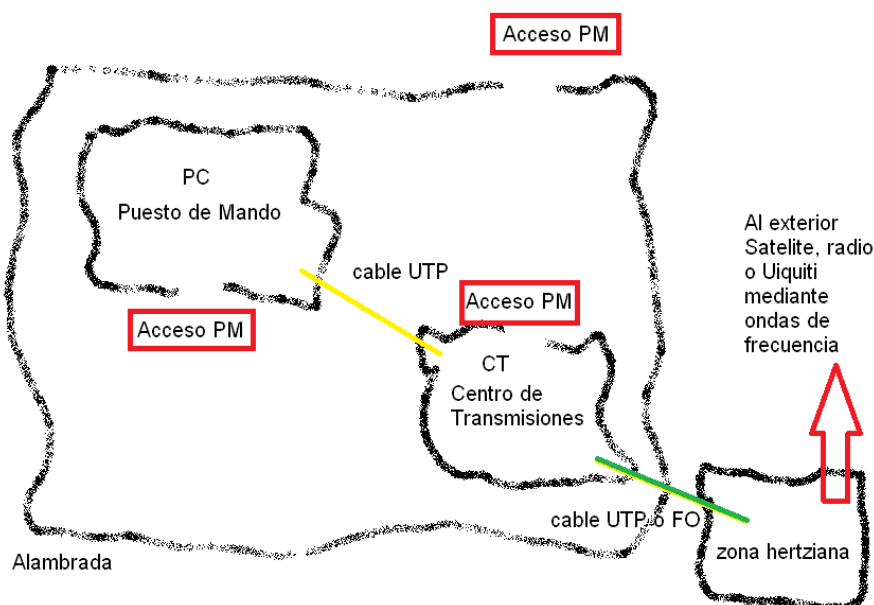 Acceso PM
PC
Puesto de Mando
cable UTP
Acceso PM
Acceso PM
CT
Centro de
Transmisiones
Al exterior
Satelite, radio
o Uiquiti
mediante
ondas de
frecuencia
cable UTP o FO
zona hertziana
Alambrada